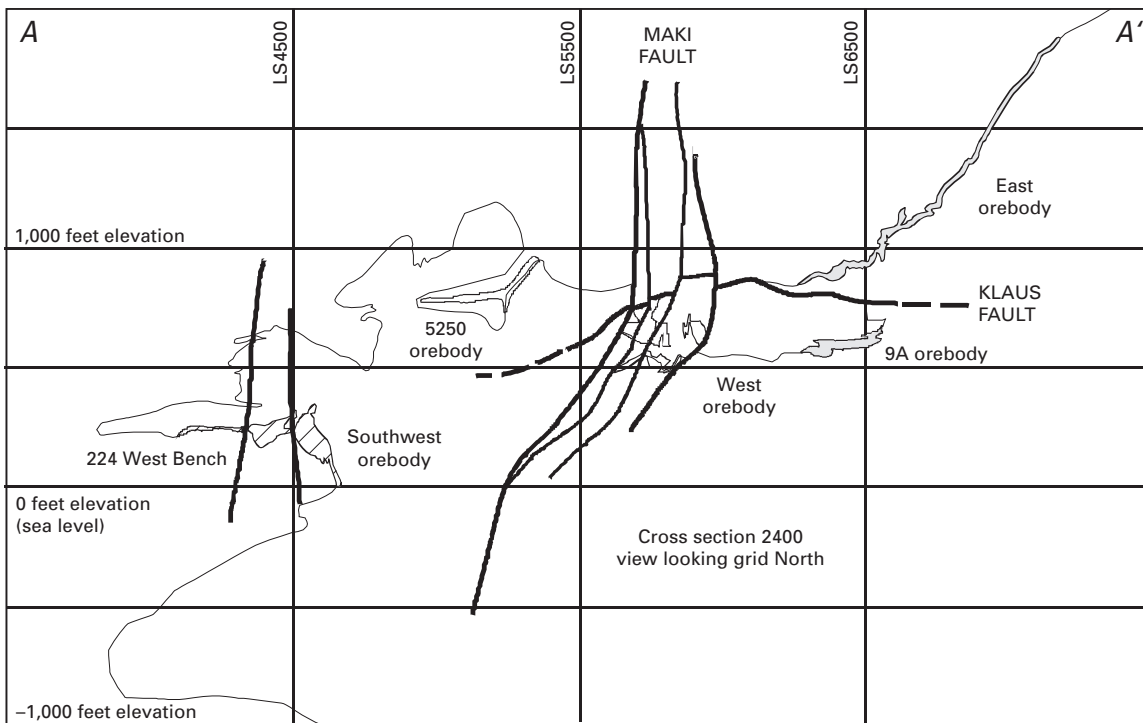 A
LS4500
LS5500
MAKI
FAULT
LS6500
A'
East
orebody
1,000 feet elevation
KLAUS
FAULT
5250
orebody
9A orebody
West
orebody
Southwest
orebody
224 West Bench
0 feet elevation
(sea level)
Cross section 2400
view looking grid North
–1,000 feet elevation